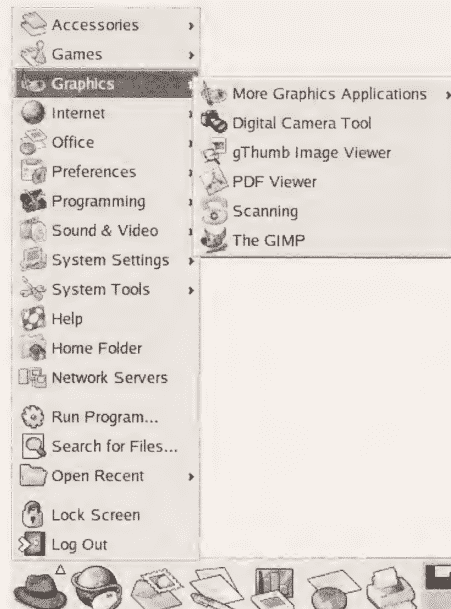 Accessories
Games
Graphics
Internet
Office
Preferences
Programming
Sound & Video
System Settings
System Tools
Help
Home Folder
Network Servers
Run Program...
Search for Files...
Open Recent
Lock Screen
Log Out
More Graphics Applications
Digital Camera Tool
gThumb Image Viewer
PDF Viewer
Scanning
The GIMP